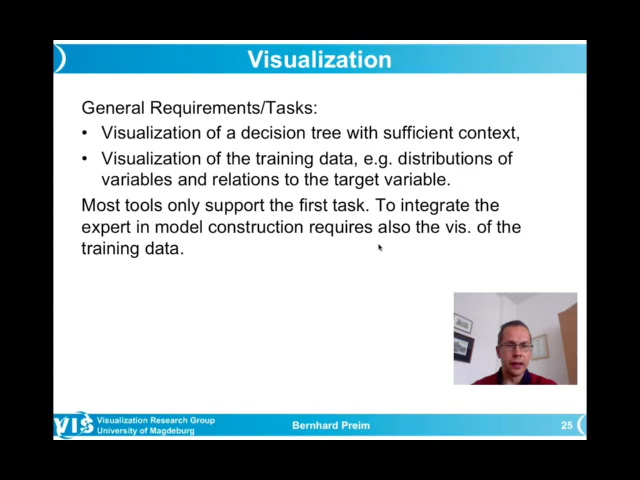 Visualization
General Requirements/Tasks:
• Visualization of a decision tree with sufficient context,
• Visualization of the training data, e.g. distributions of
variables and relations to the target variable.
Most tools only support the first task. To integrate the
expert in model construction requires also the vis. of the
training data.
VIS
Visualization Research Group
University of Magdeburg
Bernhard Preim
25